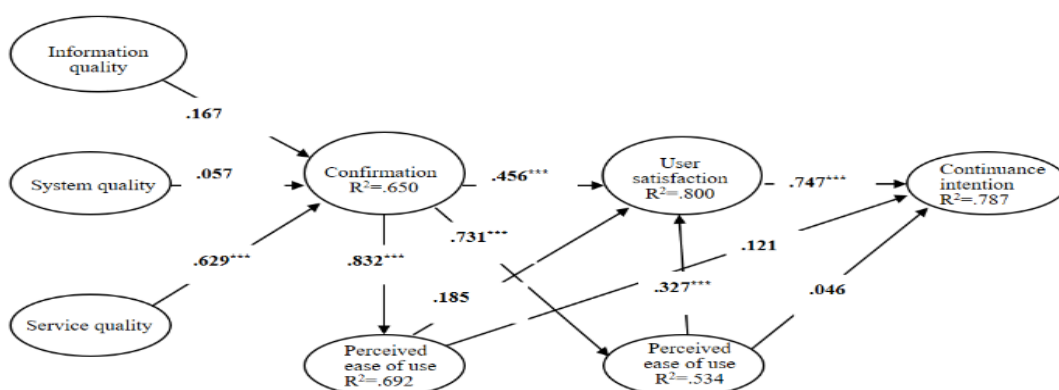 Information
quality
.167
System quality
.057
Confirmation
R²=.650
.456***
User
satisfaction
R²=.800
.747***
Continuance
intention
R²=.787
.629***
.832***
.731***
.185
.121
.327***
.046
Service quality
Perceived
ease of use
R²=.692
Perceived
ease of use
R²=.534